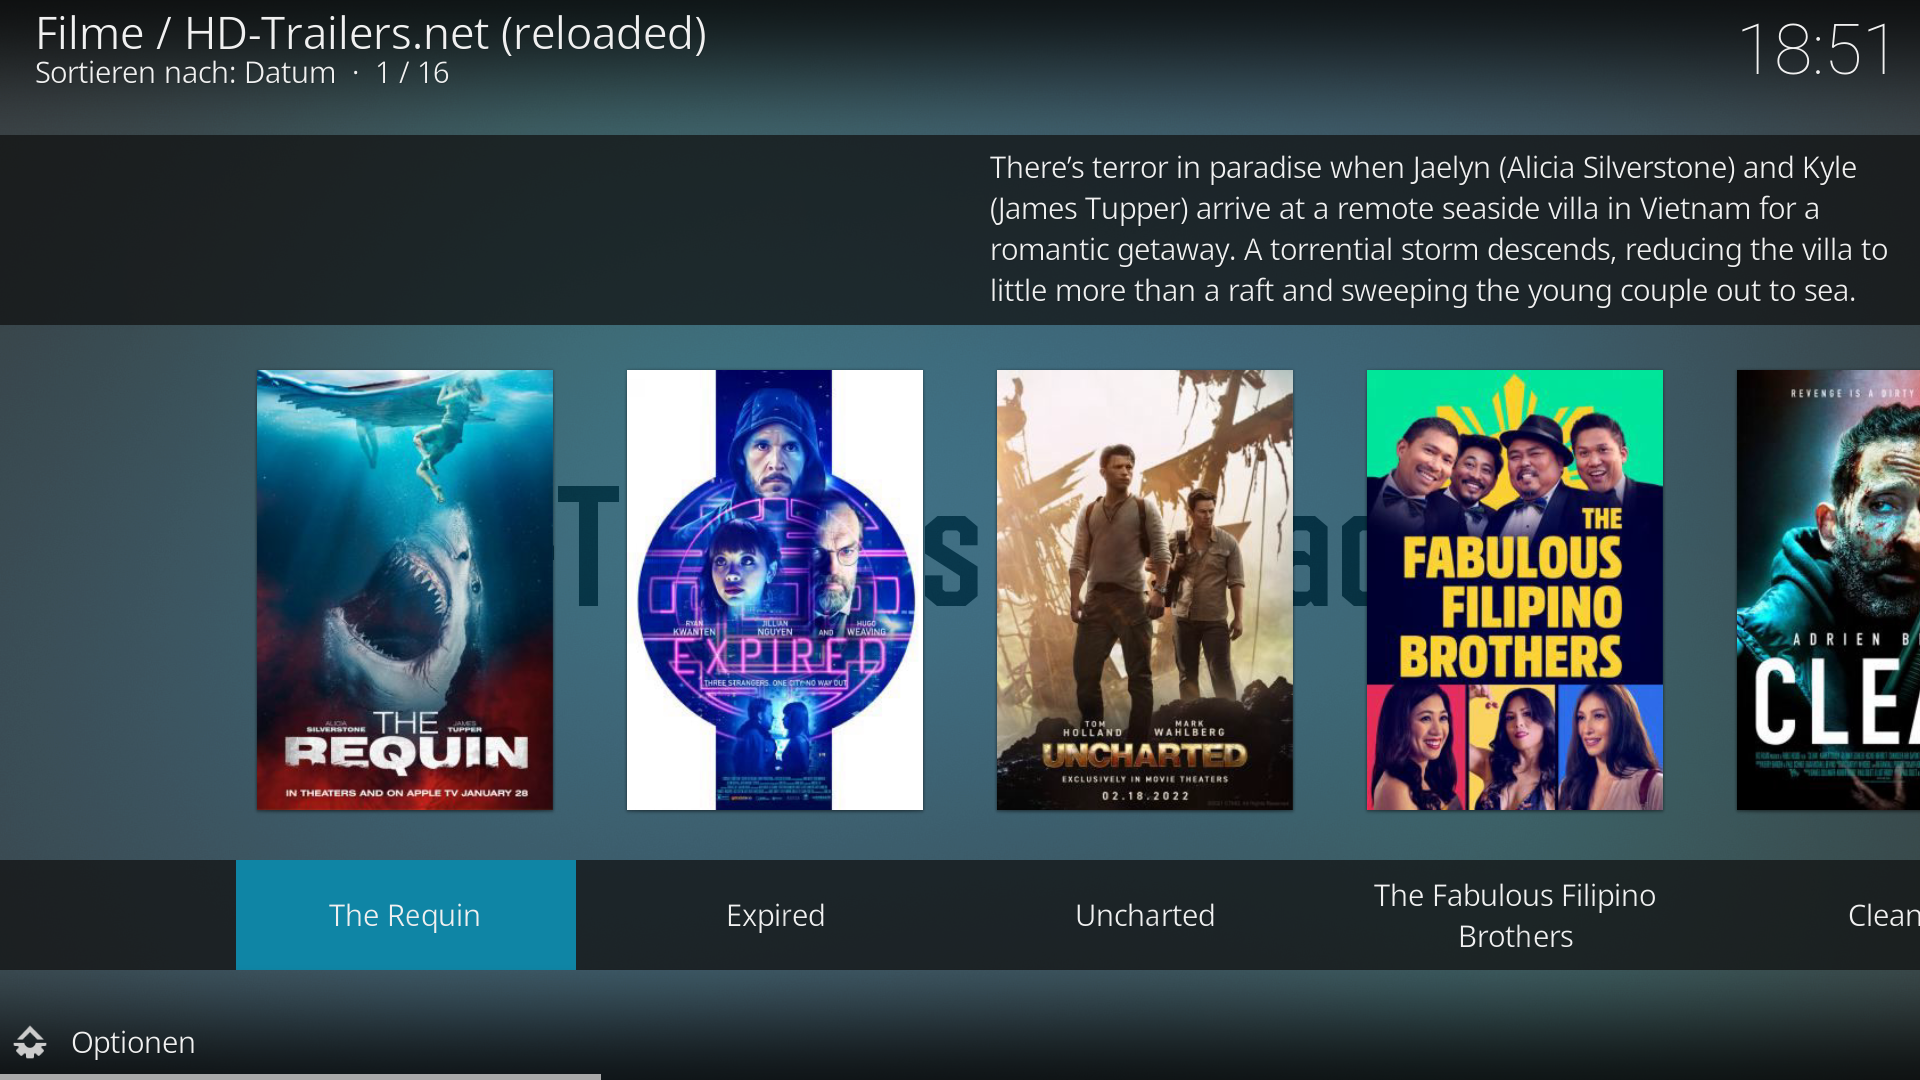 Filme / HD-Trailers.net (reloaded)
Sortieren nach: Datum · 1 / 16
18:51
There's terror in paradise when Jaelyn (Alicia Silverstone) and Kyle
(James Tupper) arrive at a remote seaside villa in Vietnam for a
romantic getaway. A torrential storm descends, reducing the villa to
little more than a raft and sweeping the young couple out to sea.
ALICIA SILVERSTONE
JAMES TUPPER
THE
REQUIN
IN THEATERS AND ON APPLE TV JANUARY 28
RYAN KWANTEN
JILLIAN NGUYEN
AND
HUGO WEAVING
EXPIRED
THREE STRANGERS. ONE CITY. NO WAY OUT
TOM HOLLAND
MARK WAHLBERG
UNCHARTED
EXCLUSIVELY IN MOVIE THEATERS
02.18.2022
THE
FABULOUS
FILIPINO
BROTHERS
REVENGE IS A DIRTY
ADRIEN B
CLEA
The Requin
Expired
Uncharted
The Fabulous Filipino
Brothers
Clean
Optionen